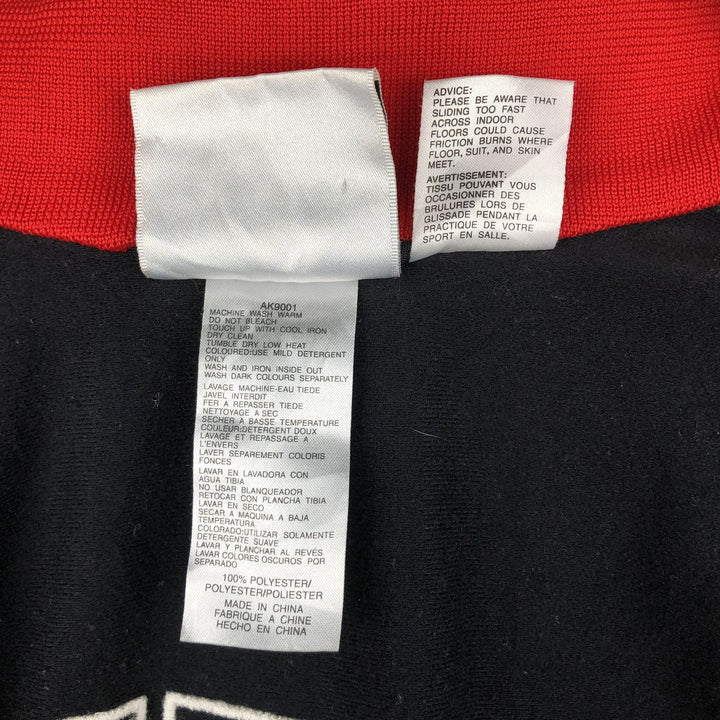 ADVICE:
PLEASE BE AWARE THAT
SLIDING TOO FAST
ACROSS INDOOR
FLOORS COULD CAUSE
FRICTION BURNS WHERE
FLOOR, SUIT, AND SKIN
MEET.
AVERTISSEMENT:
TISSU POUVANT VOUS
OCCASIONNER DES
BRULURES LORS DE
GLISSADE PENDANT LA
PRACTIQUE DE VOTRE
SPORT EN SALLE.
AK9001
MACHINE WASH WARM
DO NOT BLEACH
TOUCH UP WITH COOL IRON
DRY CLEAN
TUMBLE DRY LOW HEAT
COLOURED:USE MILD DETERGENT
ONLY
WASH AND IRON INSIDE OUT
WASH DARK COLOURS SEPARATELY
LAVAGE MACHINE-EAU TIEDE
JAVEL INTERDIT
FER A REPASSER TIEDE
NETTOYAGE A SEC
SECHER A BASSE TEMPERATURE
COULEUR:DETERGENT DOUX
LAVAGE ET REPASSAGE A
L'ENVERS
LAVER SEPAREMENT COLORIS
FONCES
LAVAR EN LAVADORA CON
AGUA TIBIA
NO USAR BLANQUEADOR
RETOCAR CON PLANCHA TIBIA
LAVAR EN SECO
SECAR A MAQUINA A BAJA
TEMPERATURA
COLORADO:UTILIZAR SOLAMENTE
DETERGENTE SUAVE
LAVAR Y PLANCHAR AL REVÉS
LAVAR COLORES OSCUROS POR
SEPARADO
100% POLYESTER/
POLYESTER/POLIESTER
MADE IN CHINA
FABRIQUE A CHINE
HECHO EN CHINA